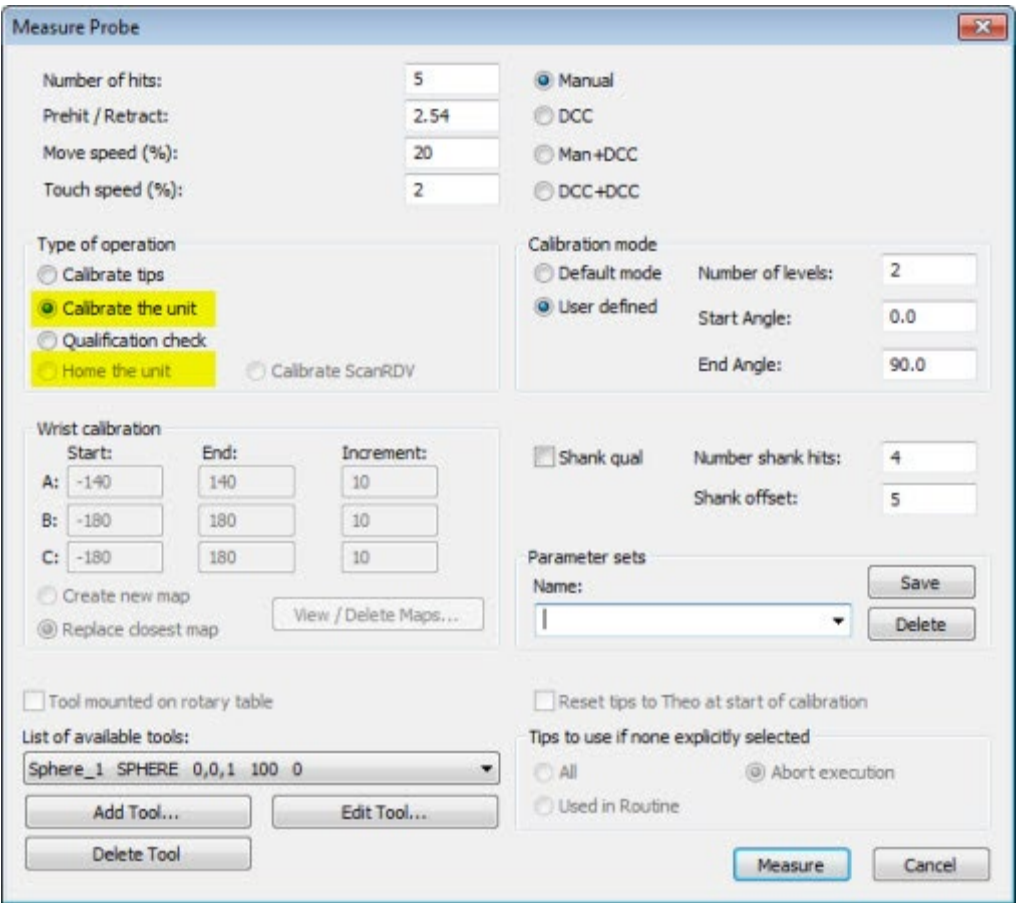 Measure Probe
Number of hits: 5
Prehit / Retract: 2.54
Move speed (%): 20
Touch speed (%): 2
Manual
DCC
Man+DCC
DCC+DCC
Type of operation
Calibrate tips
Calibrate the unit
Qualification check
Home the unit Calibrate ScanRDV
Calibration mode
Default mode Number of levels: 2
User defined Start Angle: 0.0
End Angle: 90.0
Wrist calibration
Start: End: Increment:
A: -140 140 10
B: -180 180 10
C: -180 180 10
Create new map
Replace closest map View / Delete Maps...
Shank qual Number shank hits: 4
Shank offset: 5
Parameter sets
Name: Save
Delete
Tool mounted on rotary table
List of available tools:
Sphere_1 SPHERE 0,0,1 100 0
Add Tool... Edit Tool...
Delete Tool
Reset tips to Theo at start of calibration
Tips to use if none explicitly selected
All Abort execution
Used in Routine
Measure Cancel